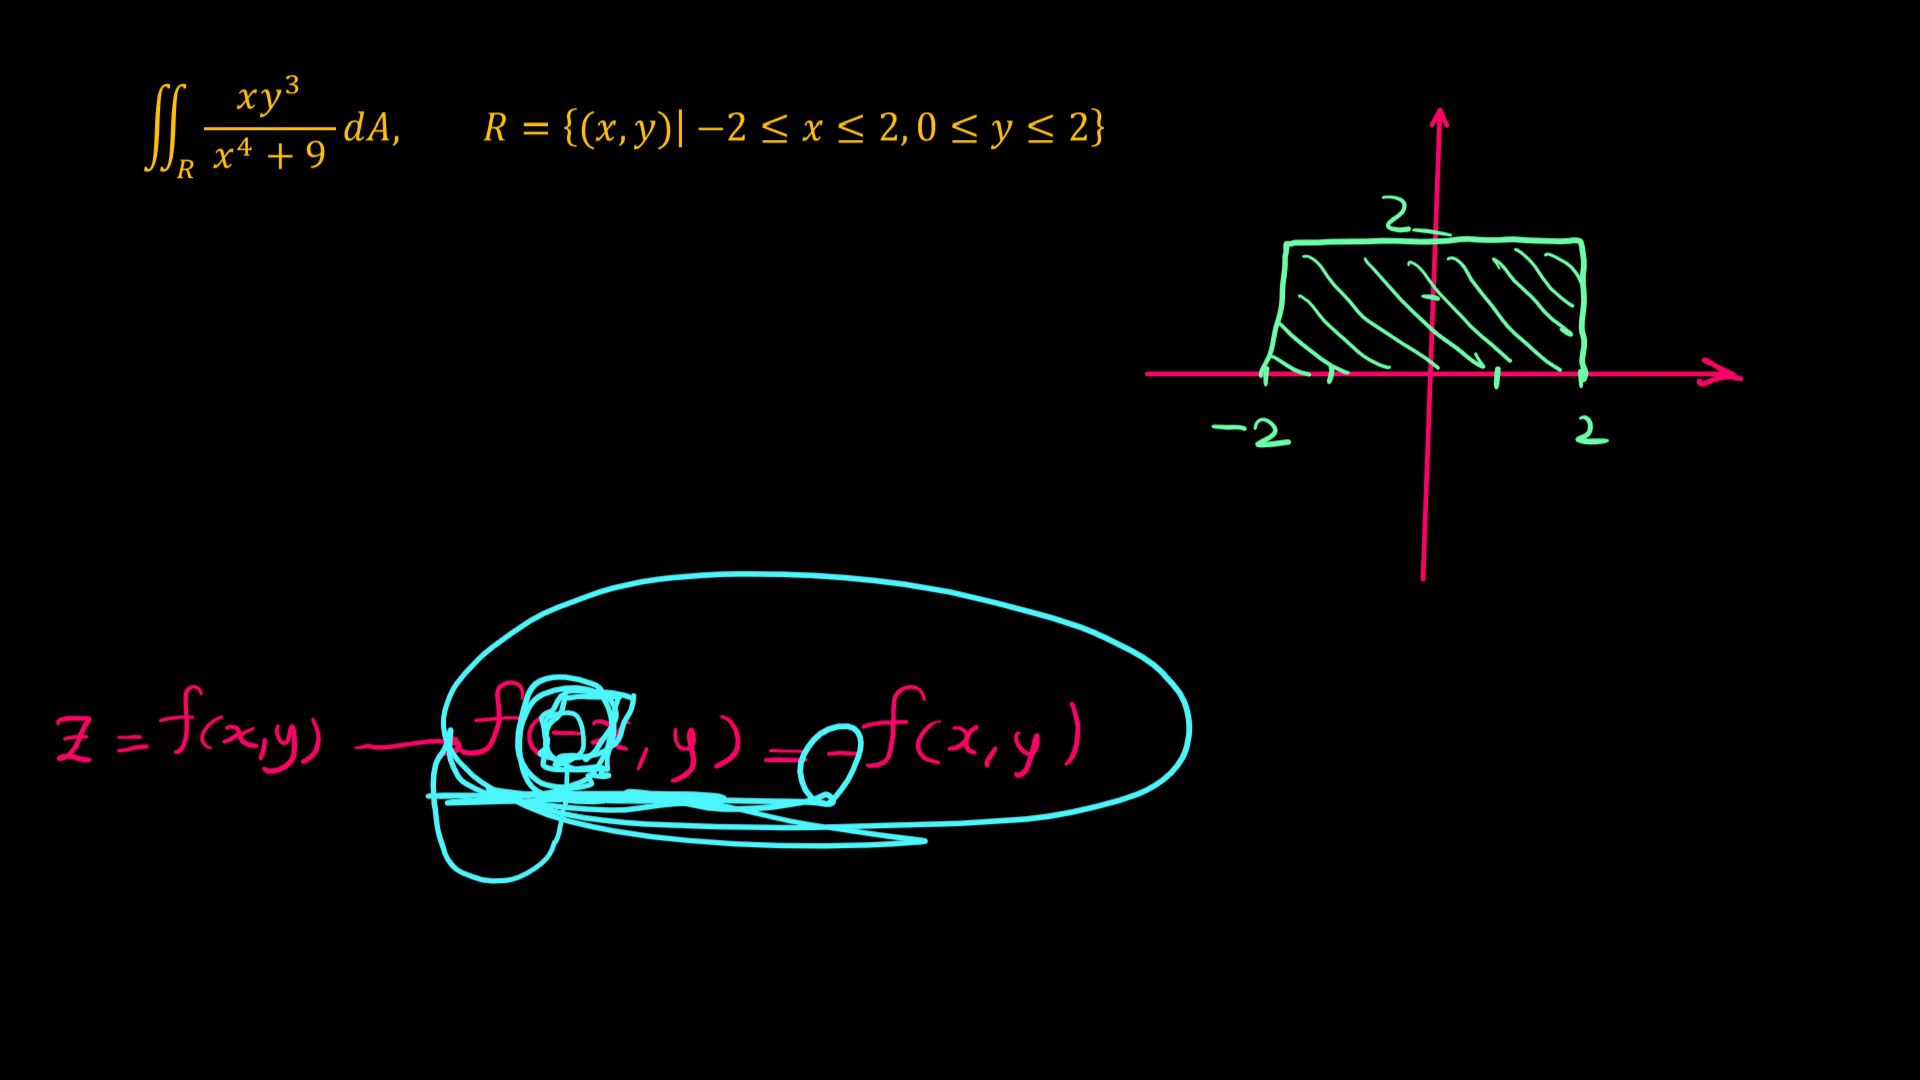 ∬_R xy³/(x⁴ + 9) dA, R = {(x, y)| −2 ≤ x ≤ 2, 0 ≤ y ≤ 2}
2
−2 2
Z = f(x,y) — f(−x, y) = −f(x, y)